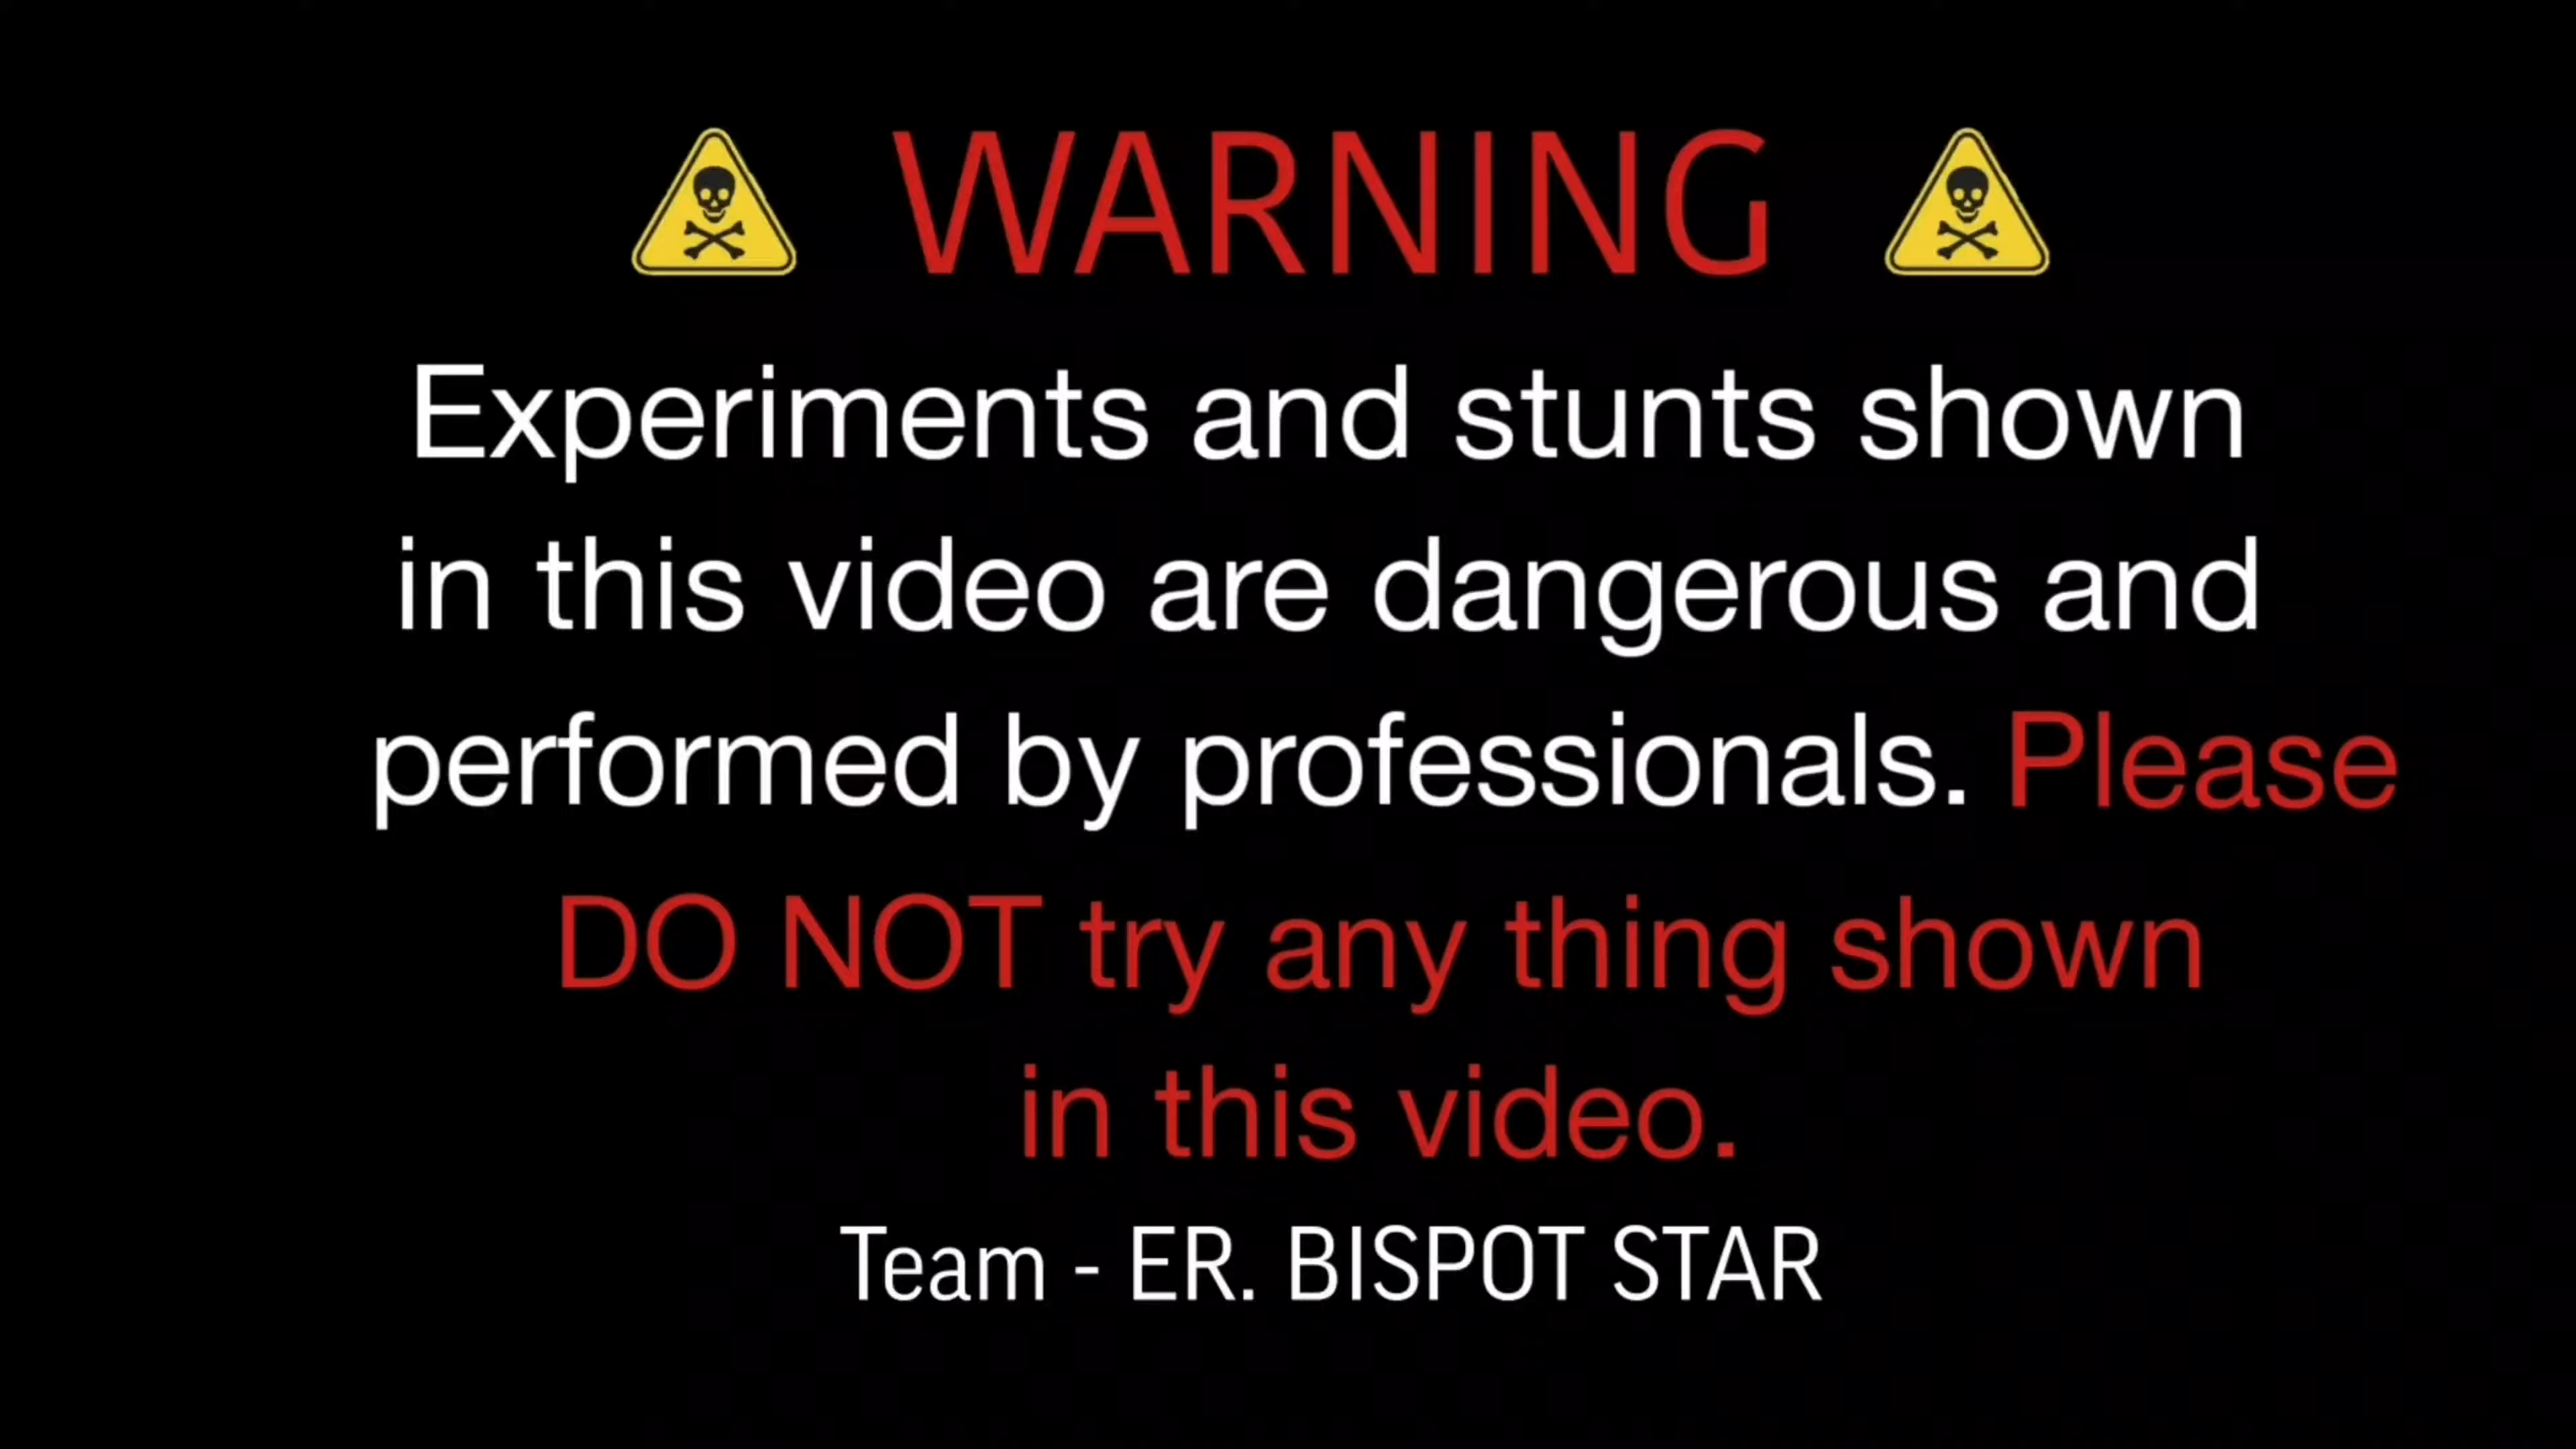 WARNING
Experiments and stunts shown
in this video are dangerous and
performed by professionals. Please
DO NOT try any thing shown
in this video.
Team - ER. BISPOT STAR